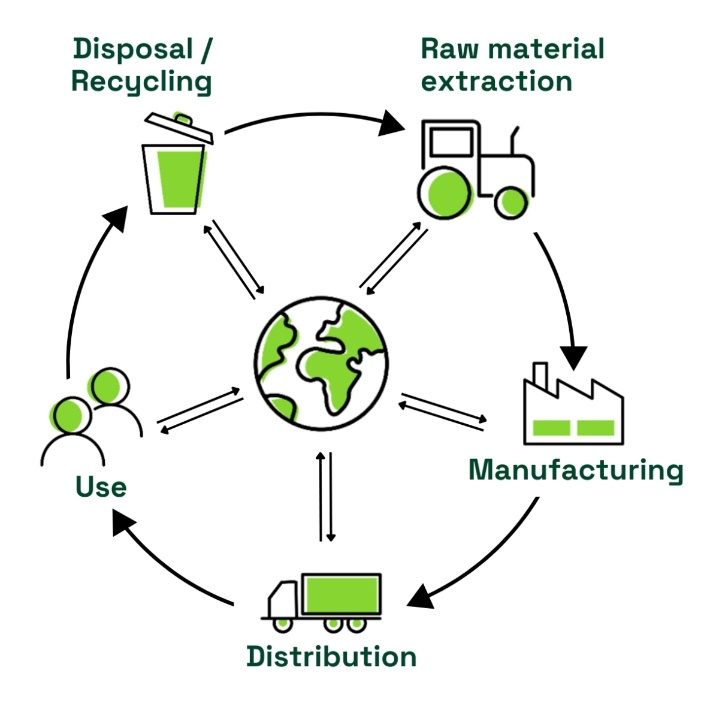 Disposal /
Recycling
Raw material
extraction
Manufacturing
Use
Distribution